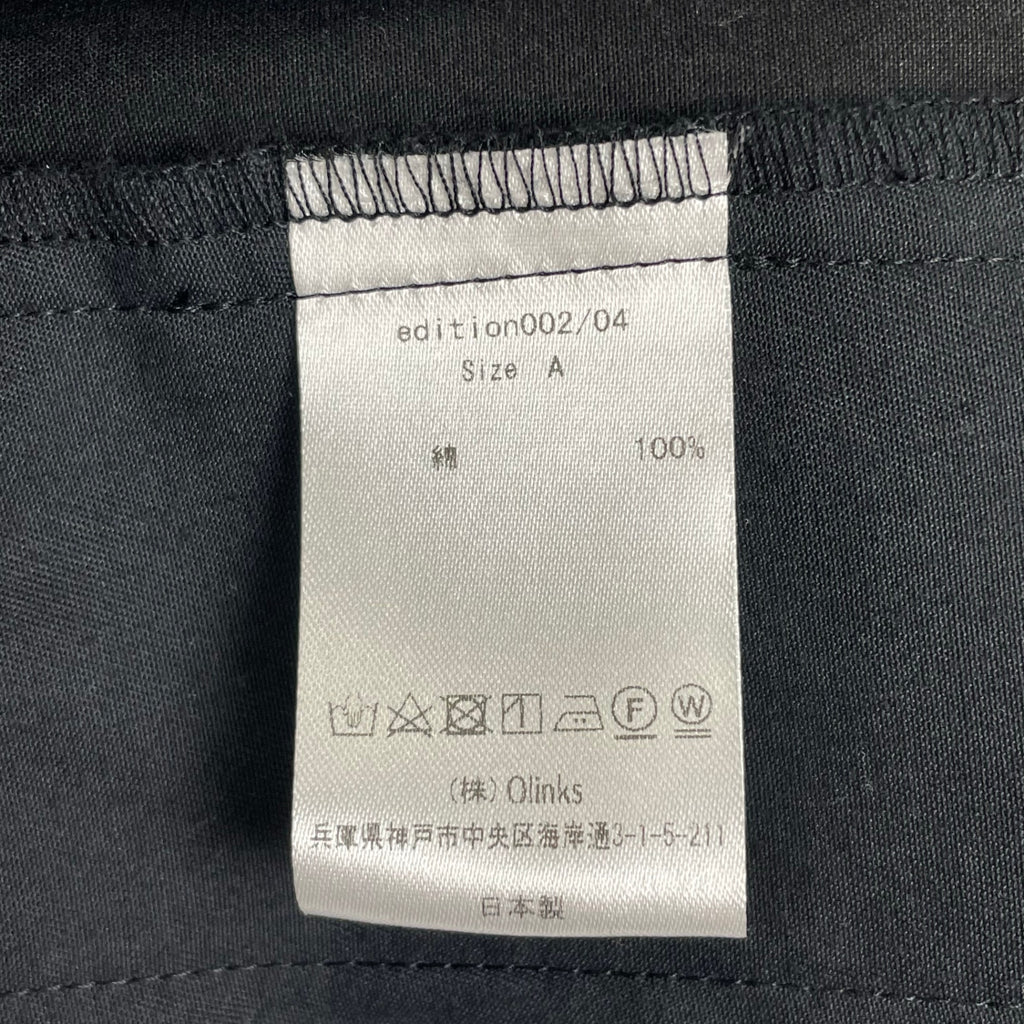 edition002/04
Size A
綿 100%
F W
(株)Olinks
兵庫県神戸市中央区海岸通3-1-5-211
日本製